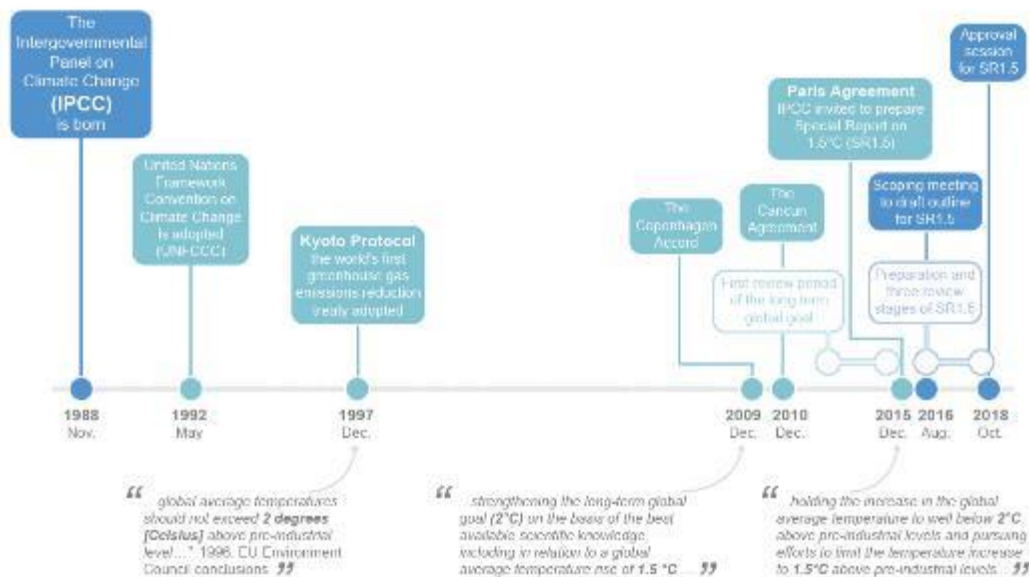 The
Intergovernmental
Panel on
Climate Change
(IPCC)
is born
United Nations
Framework
Convention on
Climate Change
is adopted
(UNFCCC)
Kyoto Protocol
the world's first
greenhouse gas
emissions reduction
treaty adopted
The
Copenhagen
Accord
The
Cancun
Agreement
First review period
of the long term
global goal
Paris Agreement
IPCC invited to prepare
Special Report on
1.5°C (SR1.5)
Scoping meeting
to draft outline
for SR1.5
Preparation and
three review
stages of SR1.5
Approval
session
for SR1.5
1988
Nov.
1992
May
1997
Dec.
2009
Dec.
2010
Dec.
2015
Dec.
2016
Aug.
2018
Oct.
“ global average temperatures
should not exceed 2 degrees
[Celsius] above pre-industrial
level...." 1996, EU Environment
Council conclusions ”
“ strengthening the long-term global
goal (2°C) on the basis of the best
available scientific knowledge,
including in relation to a global
average temperature rise of 1.5 °C ... ”
“ holding the increase in the global
average temperature to well below 2°C
above pre-industrial levels and pursuing
efforts to limit the temperature increase
to 1.5°C above pre-industrial levels... ”